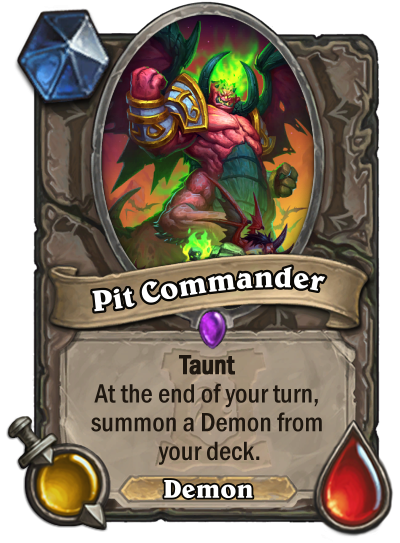 Pit Commander
Taunt
At the end of your turn,
summon a Demon from
your deck.
Demon